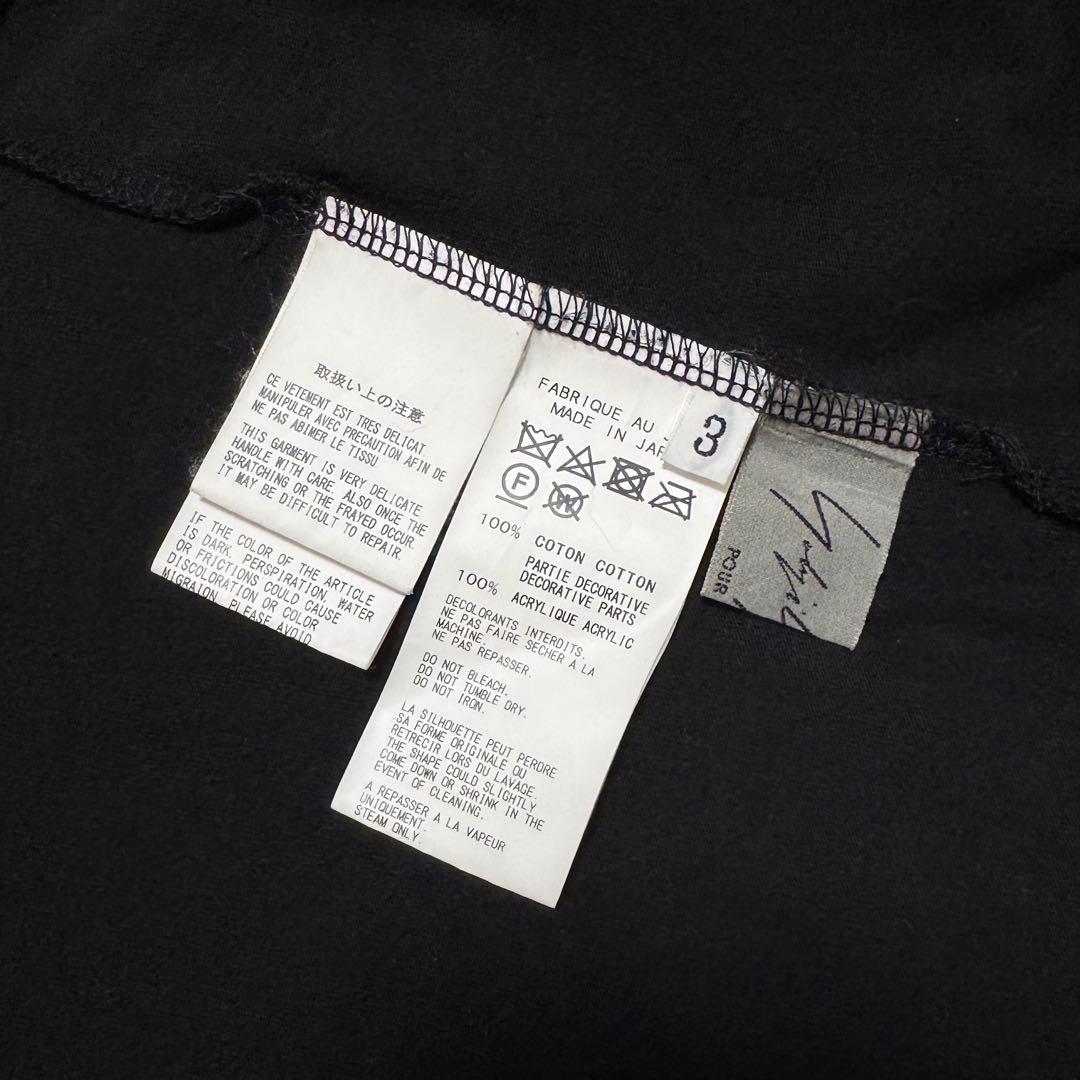 取扱い上の注意
CE VETEMENT EST TRES DELICAT.
MANIPULER AVEC PRECAUTION AFIN DE
NE PAS ABIMER LE TISSU
THIS GARMENT IS VERY DELICATE.
HANDLE WITH CARE. ALSO ONCE THE
SCRATCHING OR THE FRAYED OCCUR.
IT MAY BE DIFFICULT TO REPAIR.
IF THE COLOR OF THE ARTICLE
IS DARK. PERSPIRATION, WATER
OR FRICTIONS COULD CAUSE
DISCOLORATION OR COLOR
MIGRAION. PLEASE AVOID
FABRIQUE AU
MADE IN JAP
F
100% COTON COTTON
PARTIE DECORATIVE
DECORATIVE PARTS
100% ACRYLIQUE ACRYLIC
DECOLORANTS INTERDITS.
NE PAS FAIRE SECHER A LA
MACHINE.
NE PAS REPASSER.
DO NOT BLEACH.
DO NOT TUMBLE DRY.
DO NOT IRON.
LA SILHOUETTE PEUT PERDRE
SA FORME ORIGINALE OU
RETRECIR LORS DU LAVAGE.
THE SHAPE COULD SLIGHTLY
COME DOWN OR SHRINK IN THE
EVENT OF CLEANING.
A REPASSER A LA VAPEUR
UNIQUEMENT.
STEAM ONLY.
3
Yohji
POUR